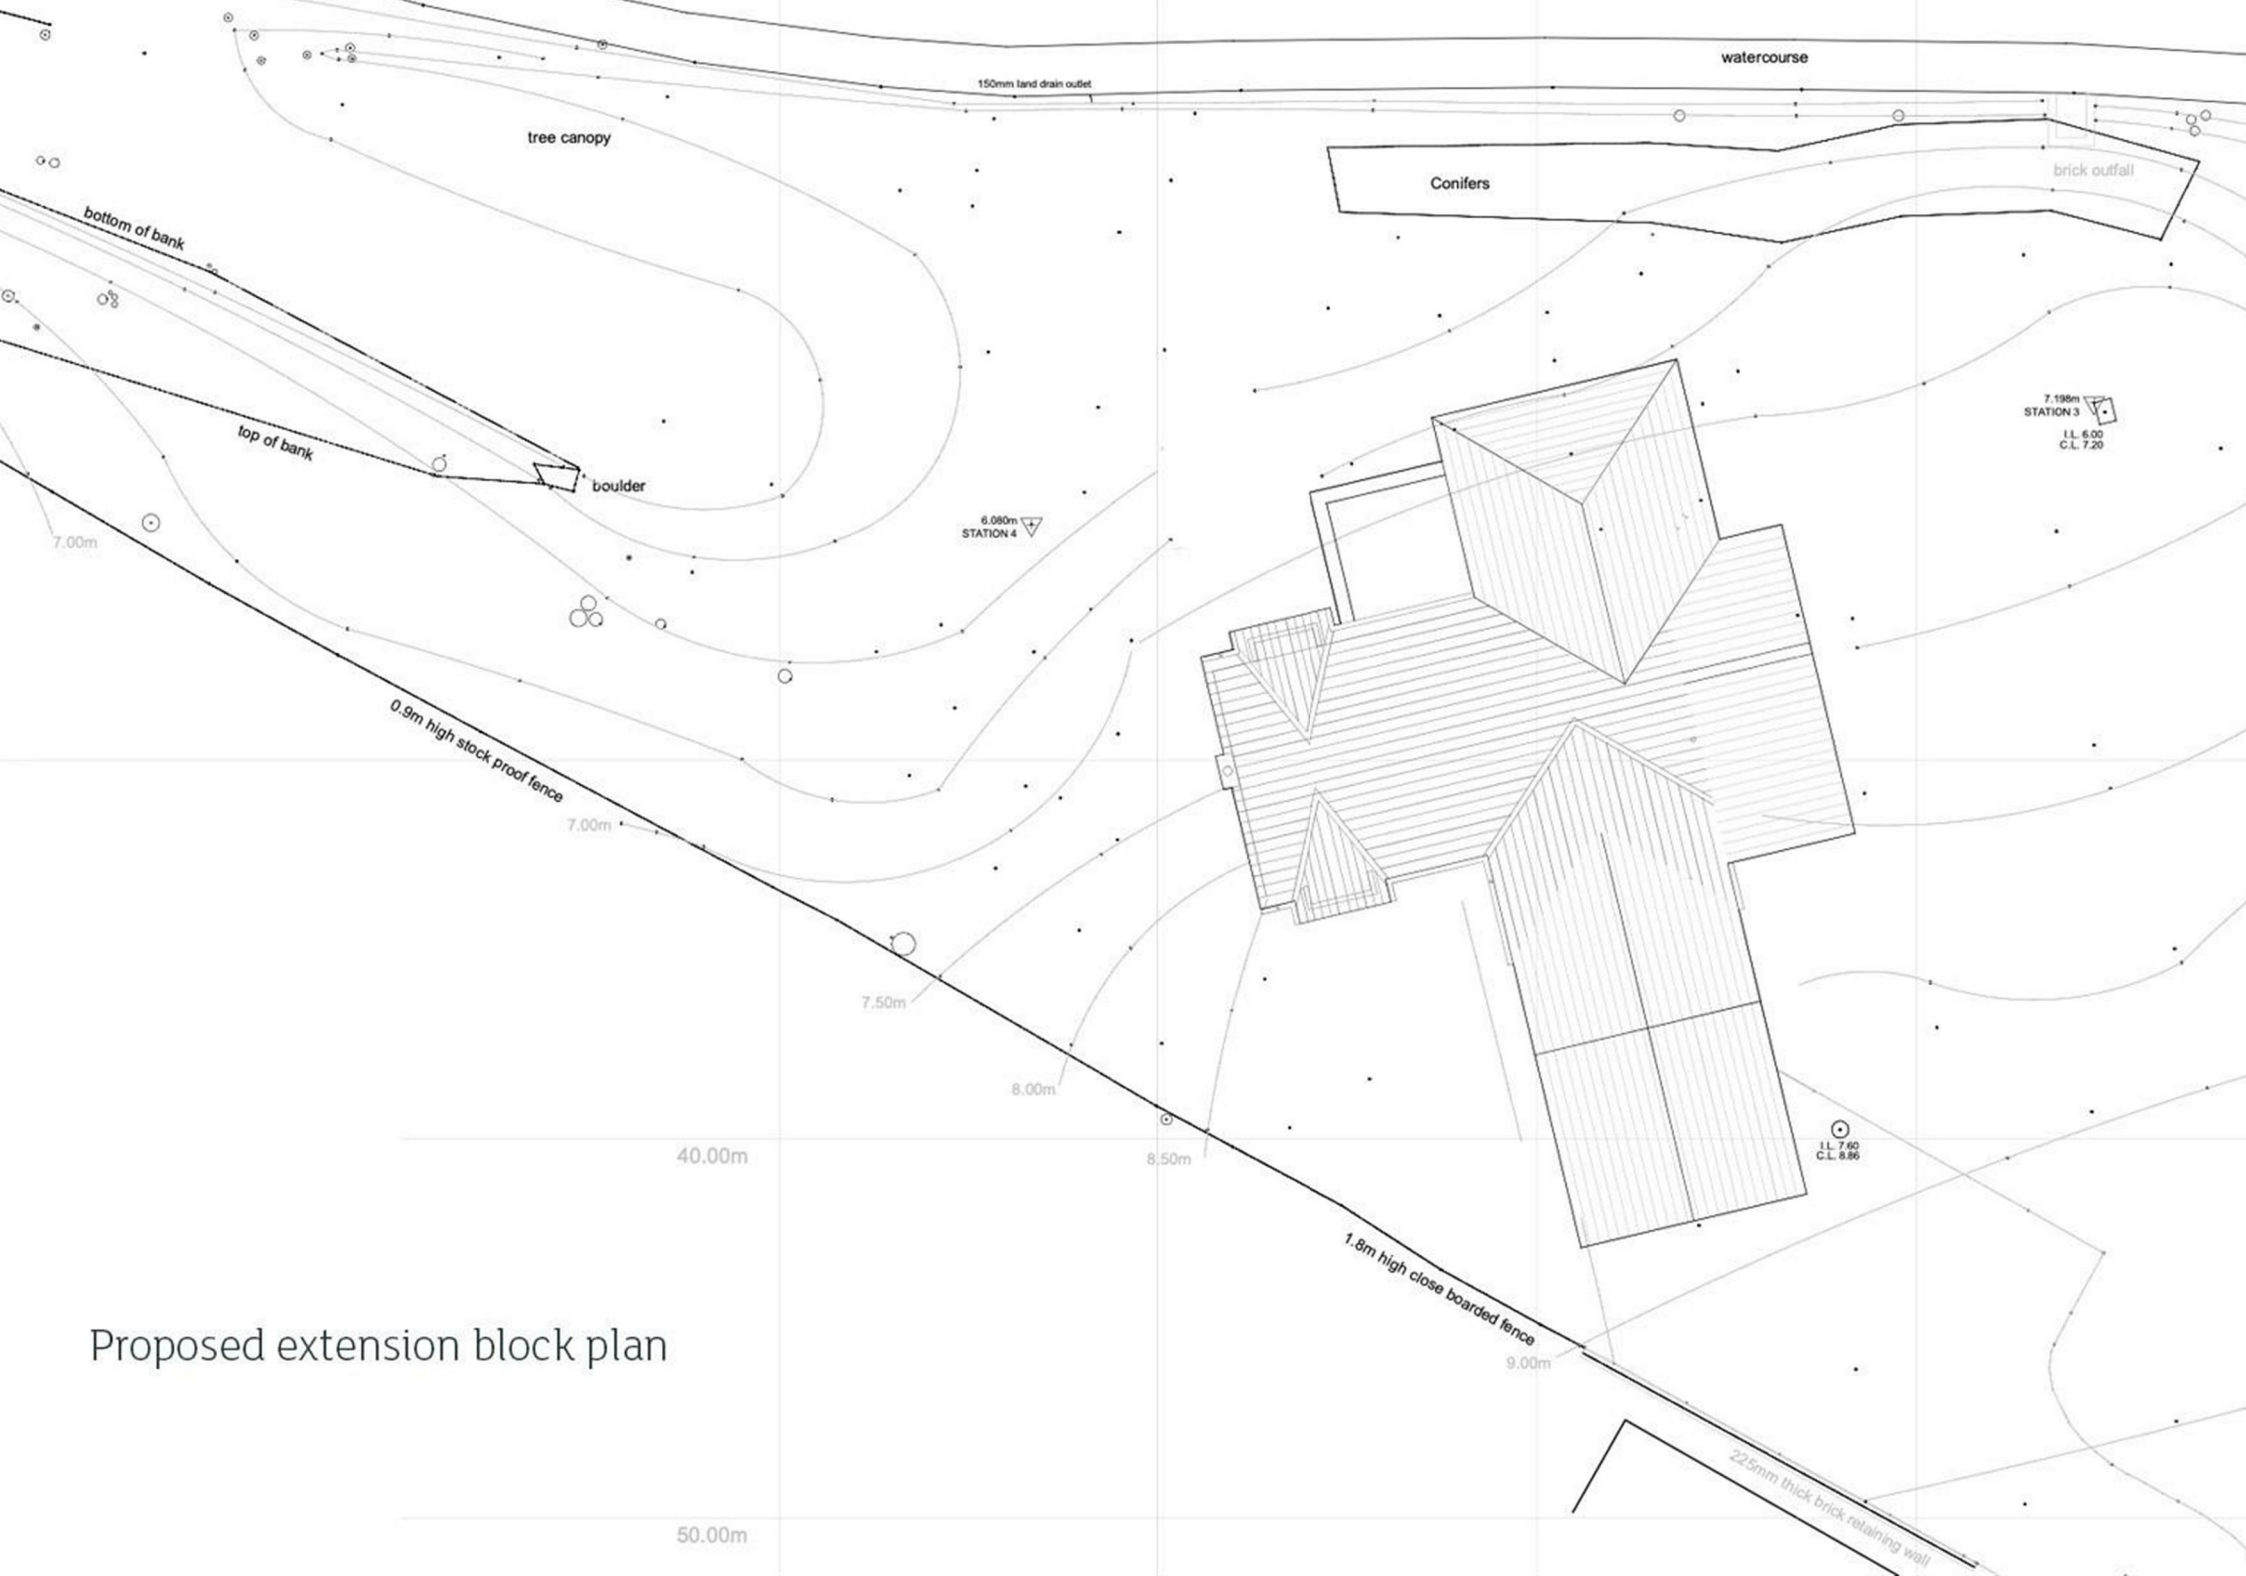 watercourse
150mm land drain outlet
tree canopy
Conifers
brick outfall
bottom of bank
top of bank
boulder
7.198m
STATION 3
I.L. 6.00
C.L. 7.20
6.080m
STATION 4
7.00m
0.9m high stock proof fence
7.00m
7.50m
8.00m
40.00m
8.50m
I.L. 7.60
C.L. 8.86
1.8m high close boarded fence
Proposed extension block plan
9.00m
225mm thick brick retaining wall
50.00m